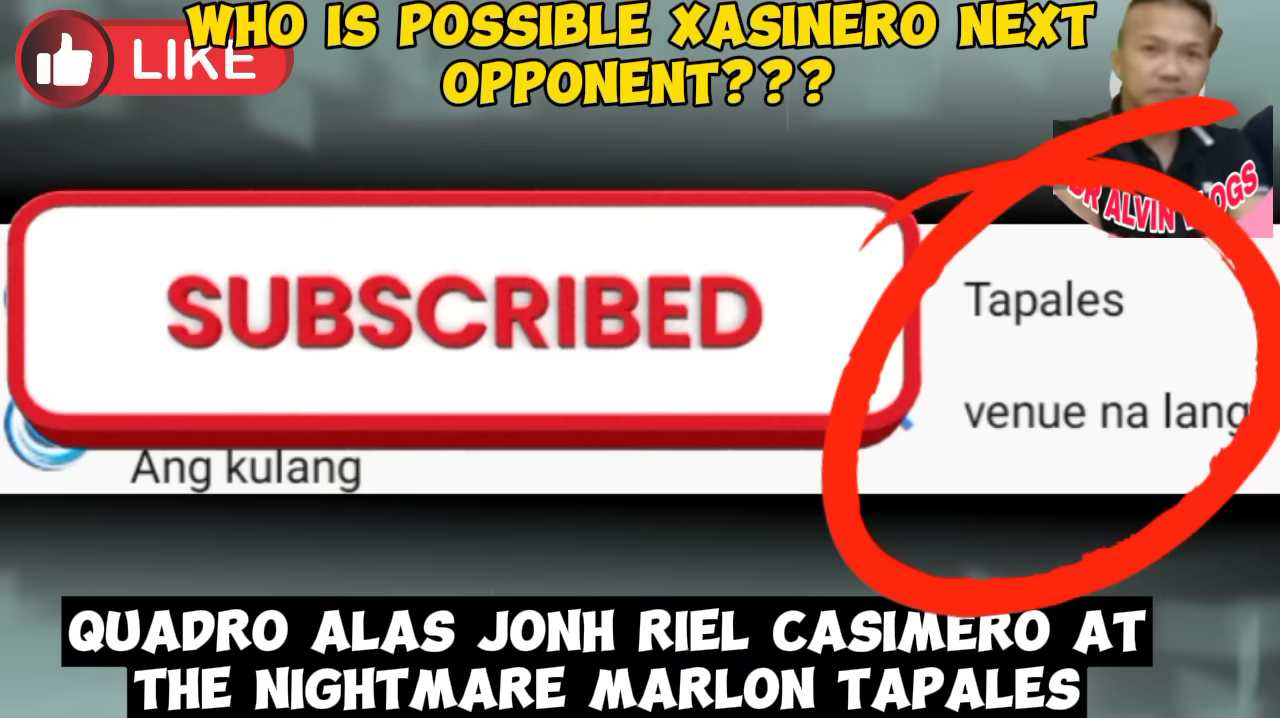 LIKE
WHO IS POSSIBLE XASINERO NEXT
OPPONENT???
SUBSCRIBED
Tapales
venue na lang
Ang kulang
QUADRO ALAS JONH RIEL CASIMERO AT
THE NIGHTMARE MARLON TAPALES